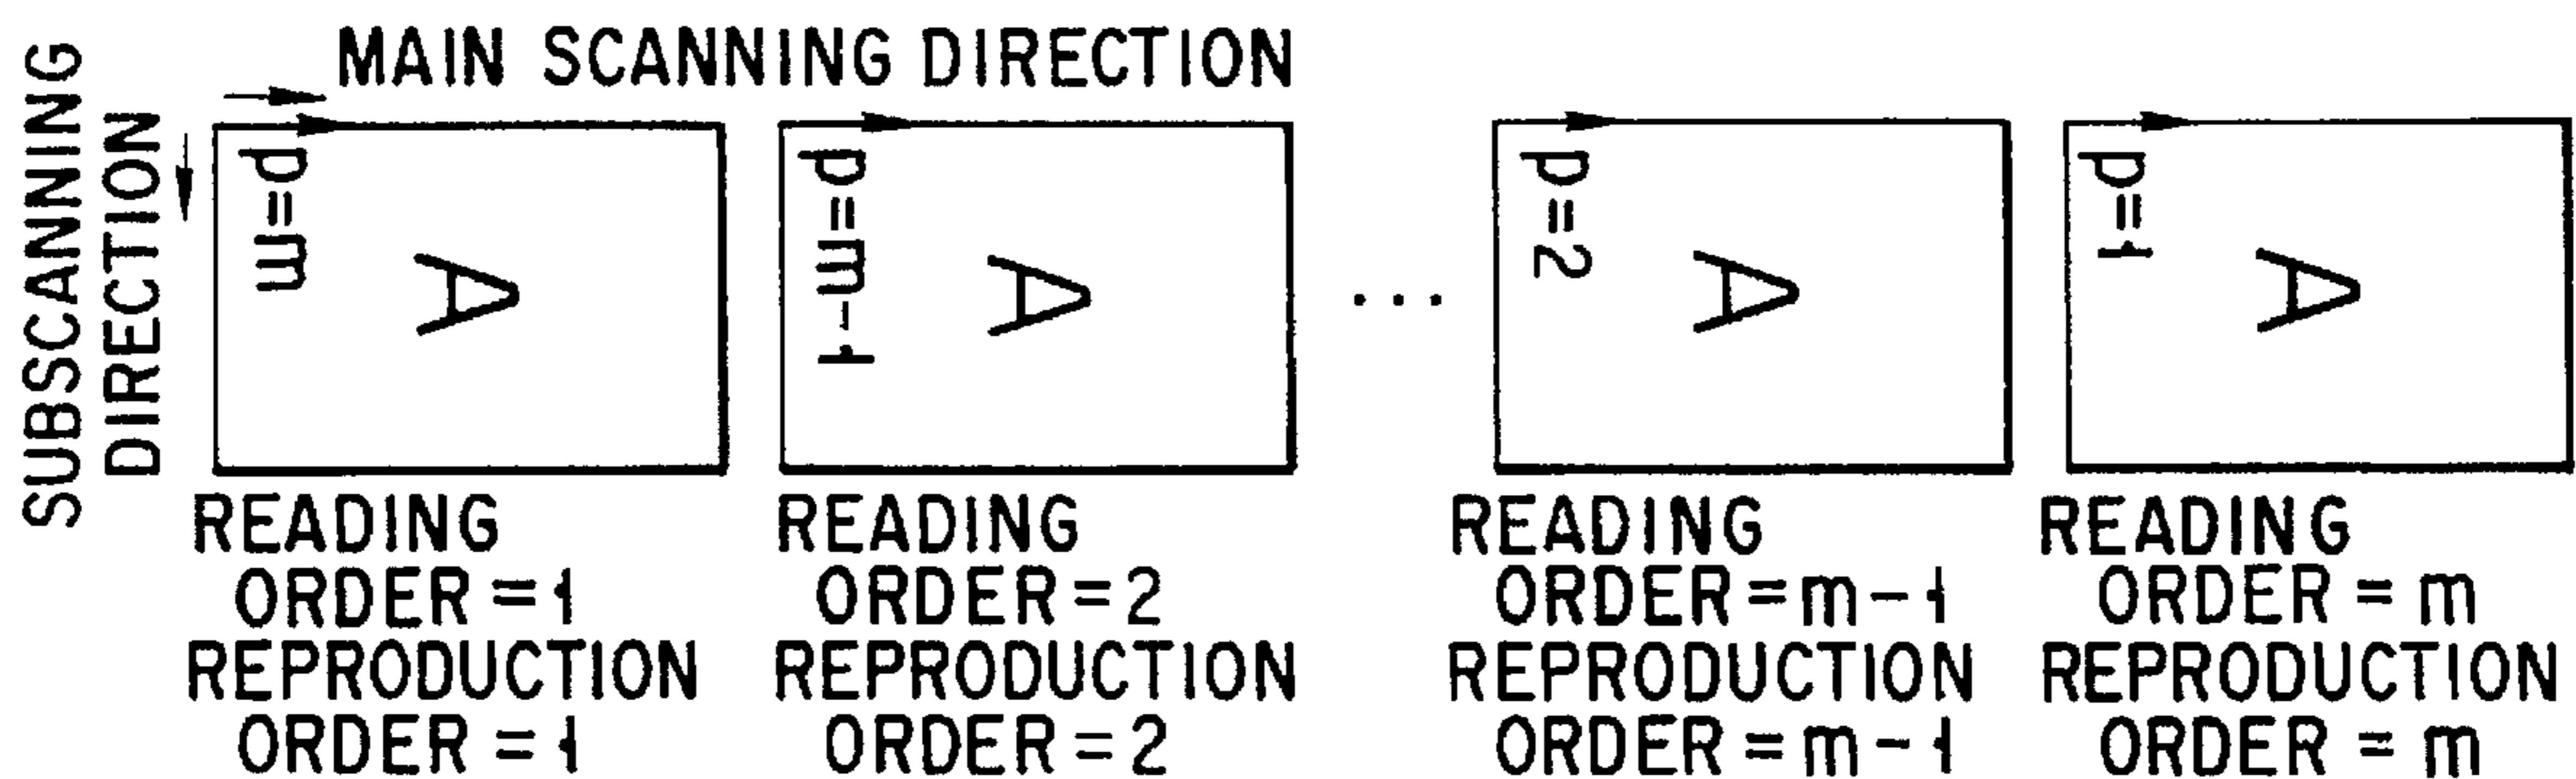 MAIN SCANNING DIRECTION
SUBSCANNING
DIRECTION
p=m
A
p=m-1
A
...
p=2
A
p=1
A
READING
ORDER = 1
REPRODUCTION
ORDER = 1
READING
ORDER = 2
REPRODUCTION
ORDER = 2
READING
ORDER = m-1
REPRODUCTION
ORDER = m-1
READING
ORDER = m
REPRODUCTION
ORDER = m